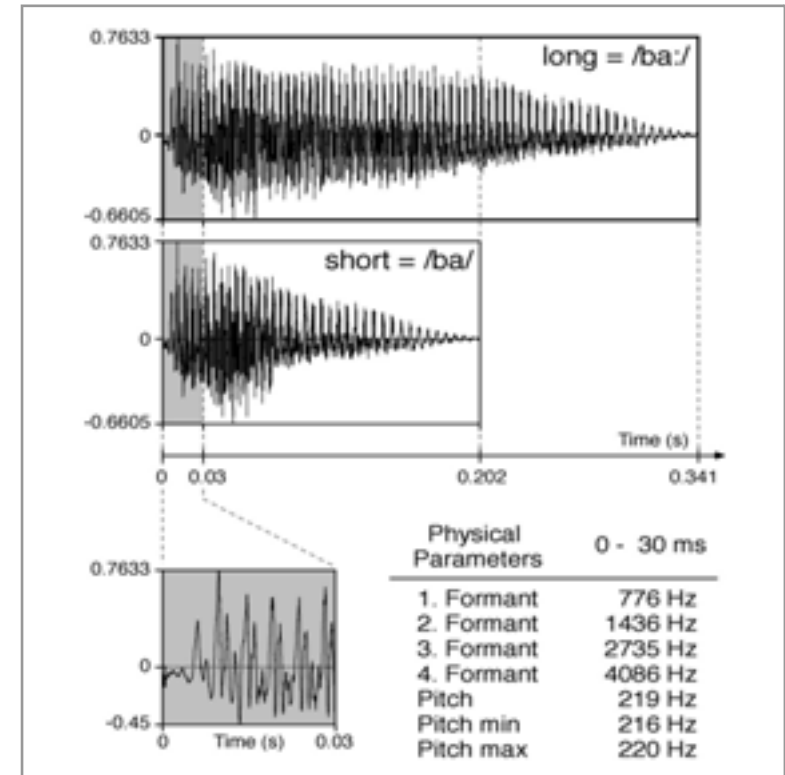 0.7633
long = /ba:/
0
-0.6605
0.7633
short = /ba/
0
-0.6605
Time (s)
0 0.03 0.202 0.341
Physical Parameters 0 - 30 ms
1. Formant 776 Hz
2. Formant 1436 Hz
3. Formant 2735 Hz
4. Formant 4086 Hz
Pitch 219 Hz
Pitch min 216 Hz
Pitch max 220 Hz
0.7633
0
-0.45
0 Time (s) 0.03